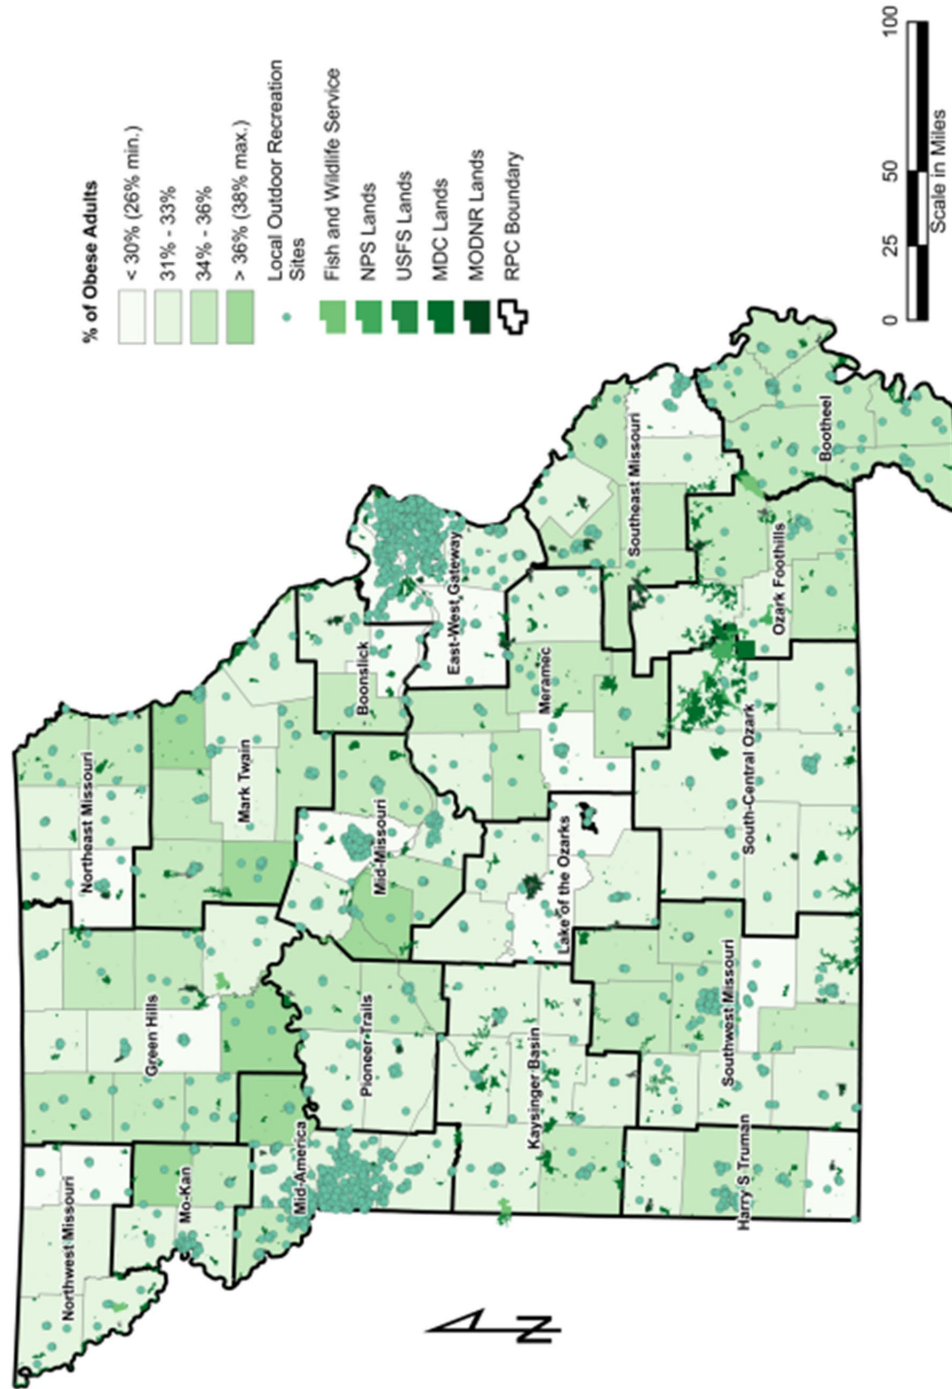 % of Obese Adults
< 30% (26% min.)
31% - 33%
34% - 36%
> 36% (38% max.)
Local Outdoor Recreation
Sites
Fish and Wildlife Service
NPS Lands
USFS Lands
MDC Lands
MODNR Lands
RPC Boundary
Northwest Missouri
Green Hills
Northeast Missouri
Mo-Kan
Mark Twain
Mid-America
Pioneer Trails
Mid-Missouri
Boonslick
East-West Gateway
Kaysinger Basin
Lake of the Ozarks
Meramec
Southeast Missouri
Harry S Truman
Southwest Missouri
South-Central Ozark
Ozark Foothills
Bootheel
N
0 25 50 100
Scale in Miles